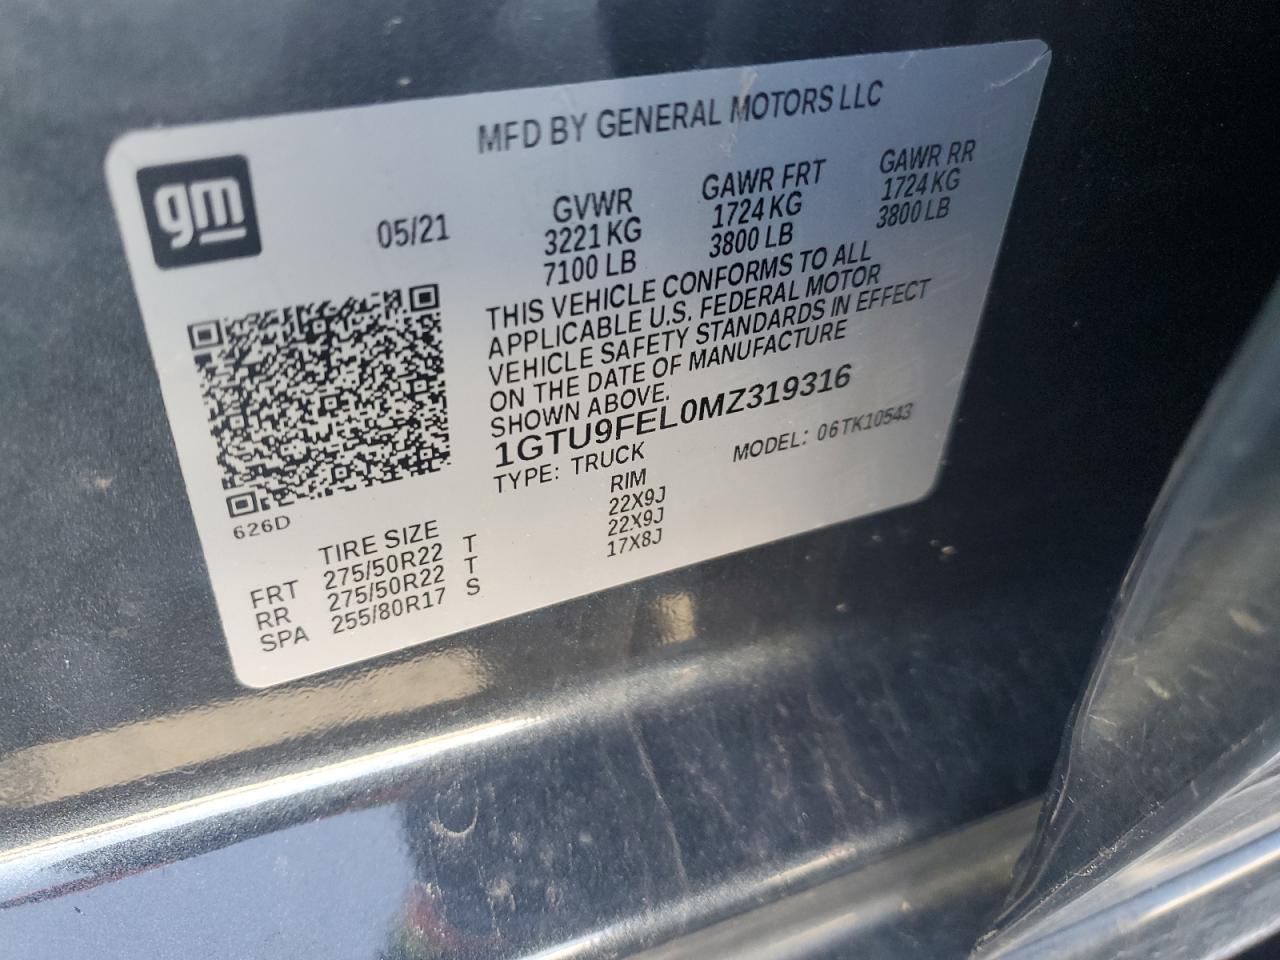 MFD BY GENERAL MOTORS LLC
gm
05/21
GVWR
3221 KG
7100 LB
GAWR FRT
1724 KG
3800 LB
GAWR RR
1724 KG
3800 LB
THIS VEHICLE CONFORMS TO ALL
APPLICABLE U.S. FEDERAL MOTOR
VEHICLE SAFETY STANDARDS IN EFFECT
ON THE DATE OF MANUFACTURE
SHOWN ABOVE.
1GTU9FEL0MZ319316
TYPE: TRUCK
MODEL: 06TK10543
626D
TIRE SIZE RIM
FRT 275/50R22 T 22X9J
RR 275/50R22 T 22X9J
SPA 255/80R17 S 17X8J